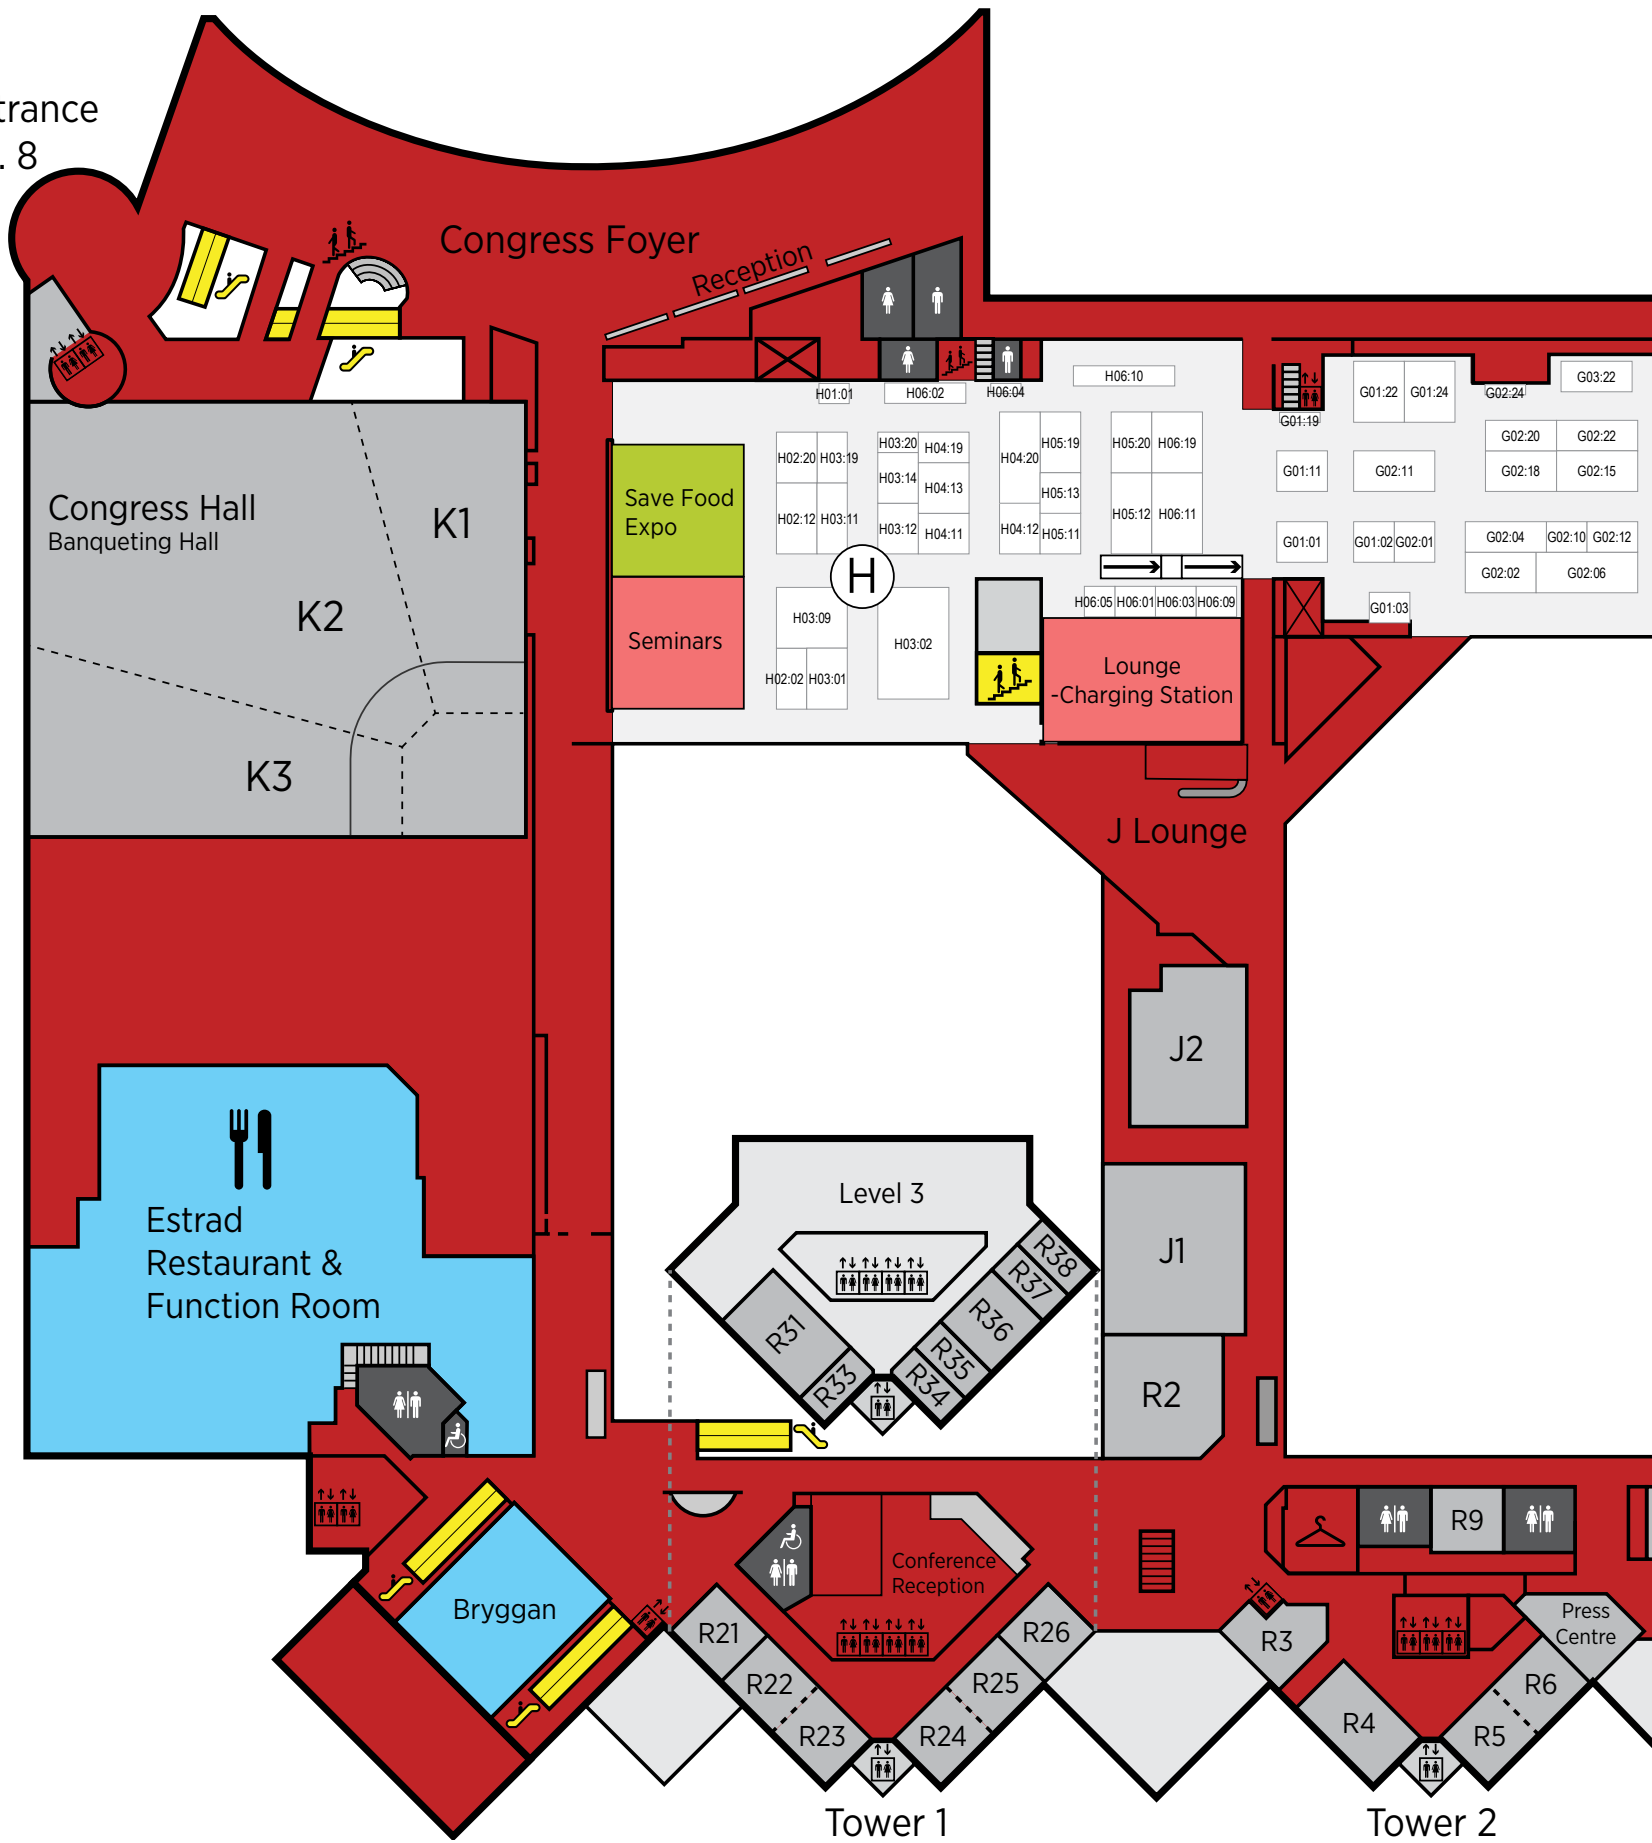 trance
. 8
Congress Foyer
Reception
H06:10
H01:01
H06:02
H06:04
G01:22
G01:24
G02:24
G03:22
G01:19
H02:20
H03:19
H03:20
H04:19
H04:20
H05:19
H05:20
H06:19
G02:20
G02:22
G01:11
G02:11
G02:18
G02:15
H03:14
H04:13
H05:13
Save Food
Expo
H02:12
H03:11
H03:12
H04:11
H04:12
H05:11
H05:12
H06:11
G01:01
G01:02
G02:01
G02:04
G02:10
G02:12
G02:02
G02:06
Congress Hall
Banqueting Hall
K1
K2
K3
H
H06:05
H06:01
H06:03
H06:09
G01:03
Seminars
H03:09
H03:02
H02:02
H03:01
Lounge
-Charging Station
J Lounge
J2
J1
R2
Estrad
Restaurant &
Function Room
Level 3
R38
R37
R36
R35
R34
R31
R33
Conference
Reception
R9
Bryggan
R21
R22
R23
R24
R25
R26
R3
R4
R5
R6
Press
Centre
Tower 1
Tower 2